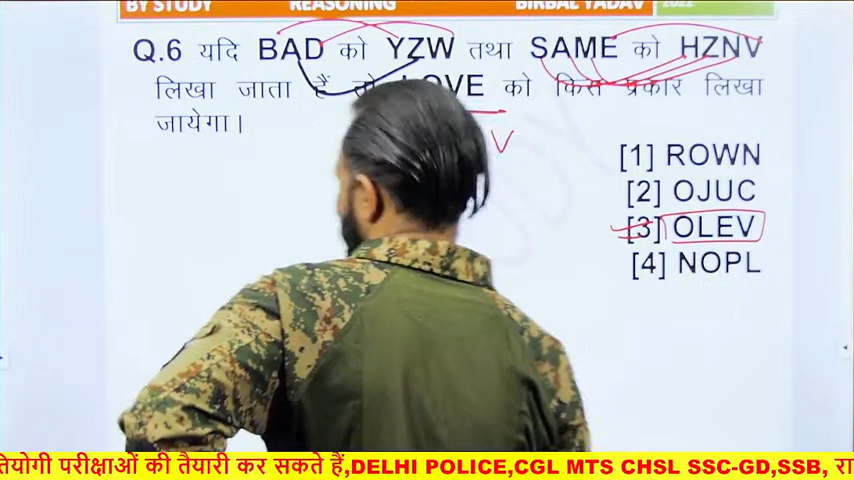 BY STUDY REASONING BIRBAL YADAV 2022
Q.6 यदि BAD को YZW तथा SAME को HZNV
लिखा जाता हैं तो LOVE को किस प्रकार लिखा
जायेगा।
V
[1] ROWN
[2] OJUC
[3] OLEV
[4] NOPL
तियोगी परीक्षाओं की तैयारी कर सकते हैं,DELHI POLICE,CGL MTS CHSL SSC-GD,SSB, रा